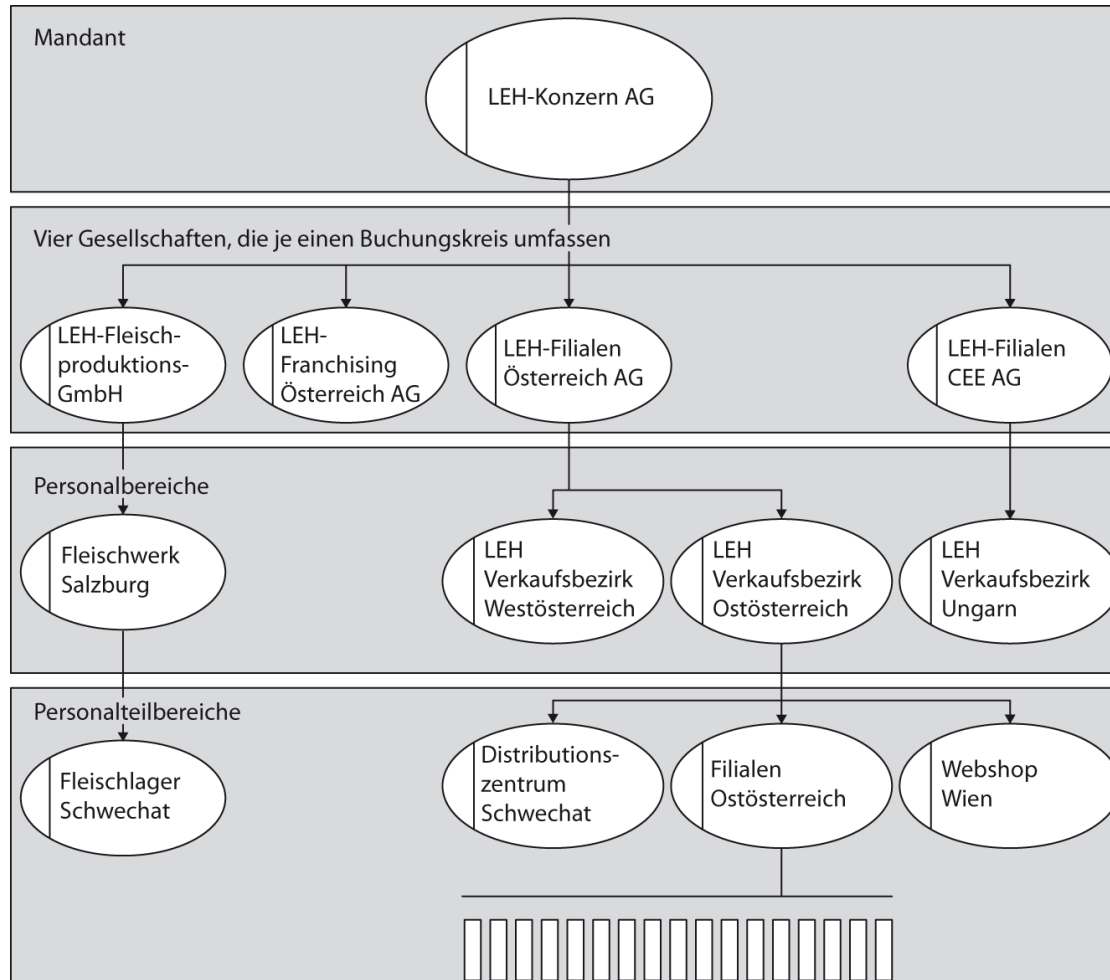 Mandant
LEH-Konzern AG
Vier Gesellschaften, die je einen Buchungskreis umfassen
LEH-Fleisch-
produktions-
GmbH
LEH-
Franchising
Österreich AG
LEH-Filialen
Österreich AG
LEH-Filialen
CEE AG
Personalbereiche
Fleischwerk
Salzburg
LEH
Verkaufsbezirk
Westösterreich
LEH
Verkaufsbezirk
Ostösterreich
LEH
Verkaufsbezirk
Ungarn
Personalteilbereiche
Fleischlager
Schwechat
Distributions-
zentrum
Schwechat
Filialen
Ostösterreich
Webshop
Wien